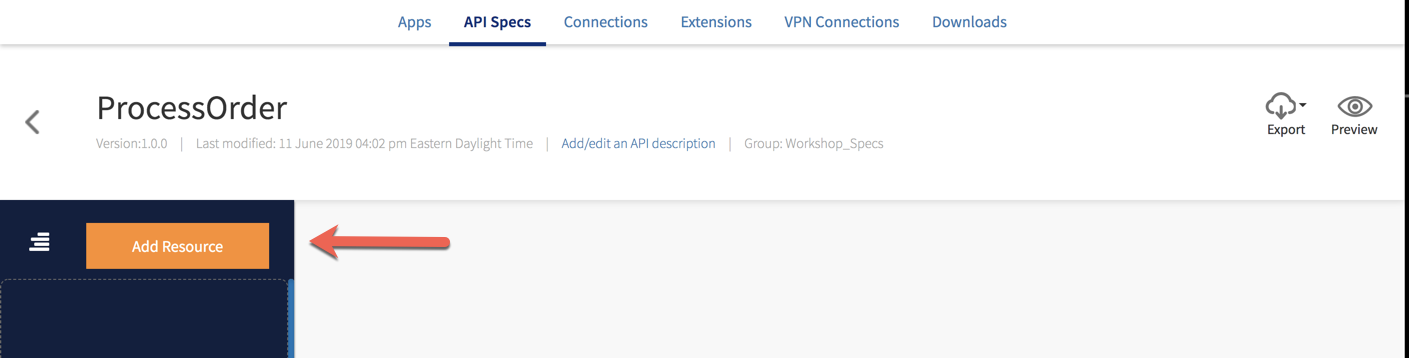 Apps API Specs Connections Extensions VPN Connections Downloads
ProcessOrder
Version:1.0.0 | Last modified: 11 June 2019 04:02 pm Eastern Daylight Time | Add/edit an API description | Group: Workshop_Specs
Export Preview
Add Resource